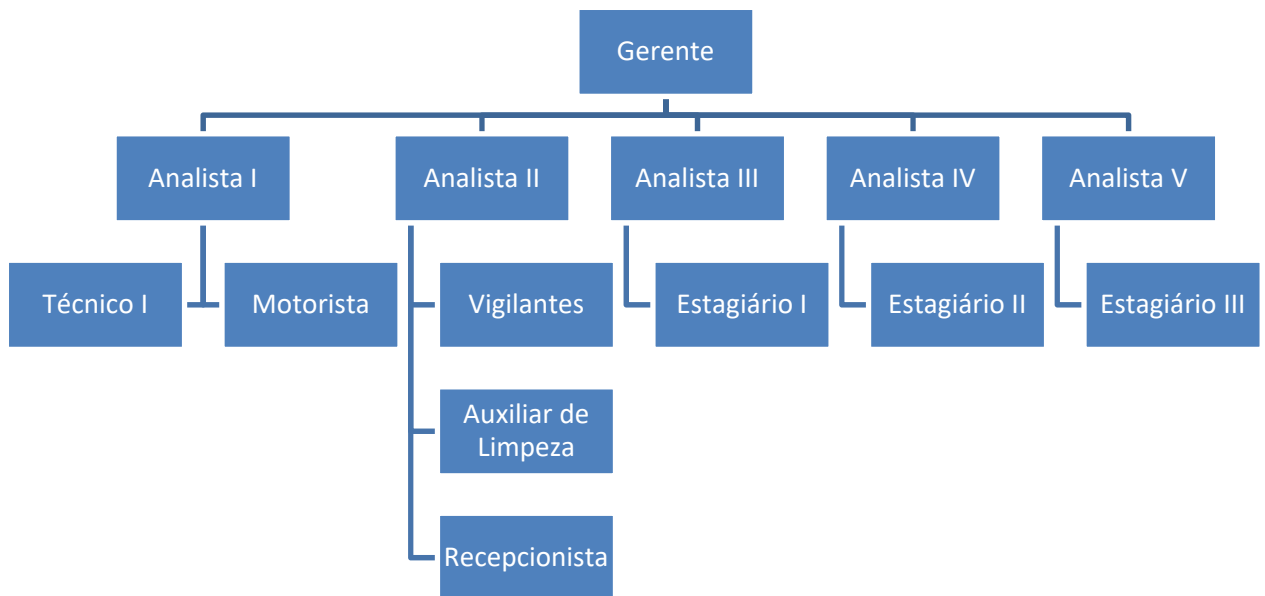 Gerente
Analista I
Analista II
Analista III
Analista IV
Analista V
Técnico I
Motorista
Vigilantes
Estagiário I
Estagiário II
Estagiário III
Auxiliar de
Limpeza
Recepcionista